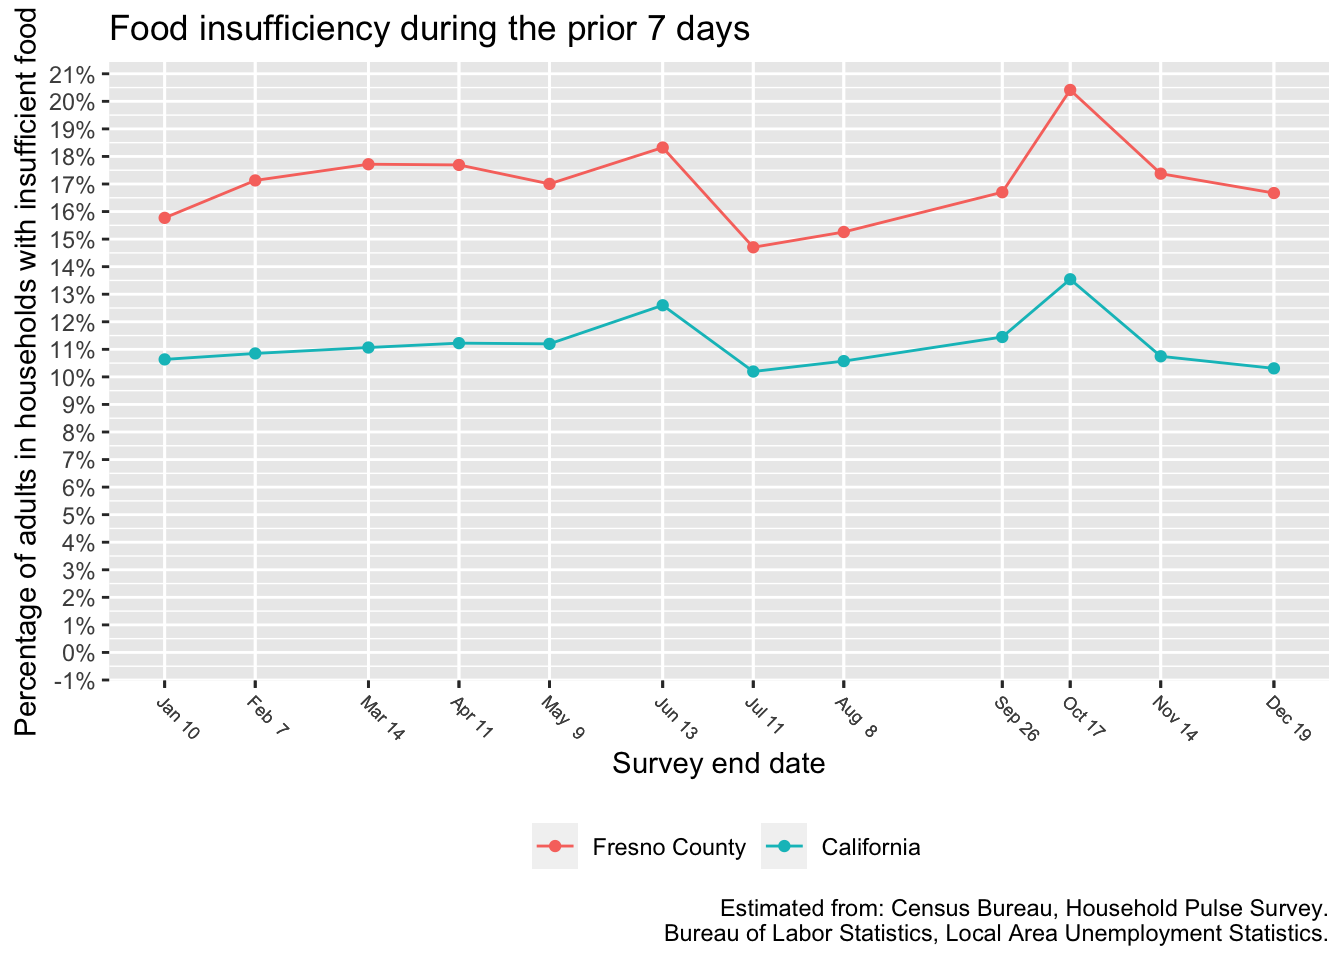 Food insufficiency during the prior 7 days
Percentage of adults in households with insufficient food
21%
20%
19%
18%
17%
16%
15%
14%
13%
12%
11%
10%
9%
8%
7%
6%
5%
4%
3%
2%
1%
0%
-1%
Jan 10
Feb 7
Mar 14
Apr 11
May 9
Jun 13
Jul 11
Aug 8
Sep 26
Oct 17
Nov 14
Dec 19
Survey end date
Fresno County
California
Estimated from: Census Bureau, Household Pulse Survey.
Bureau of Labor Statistics, Local Area Unemployment Statistics.